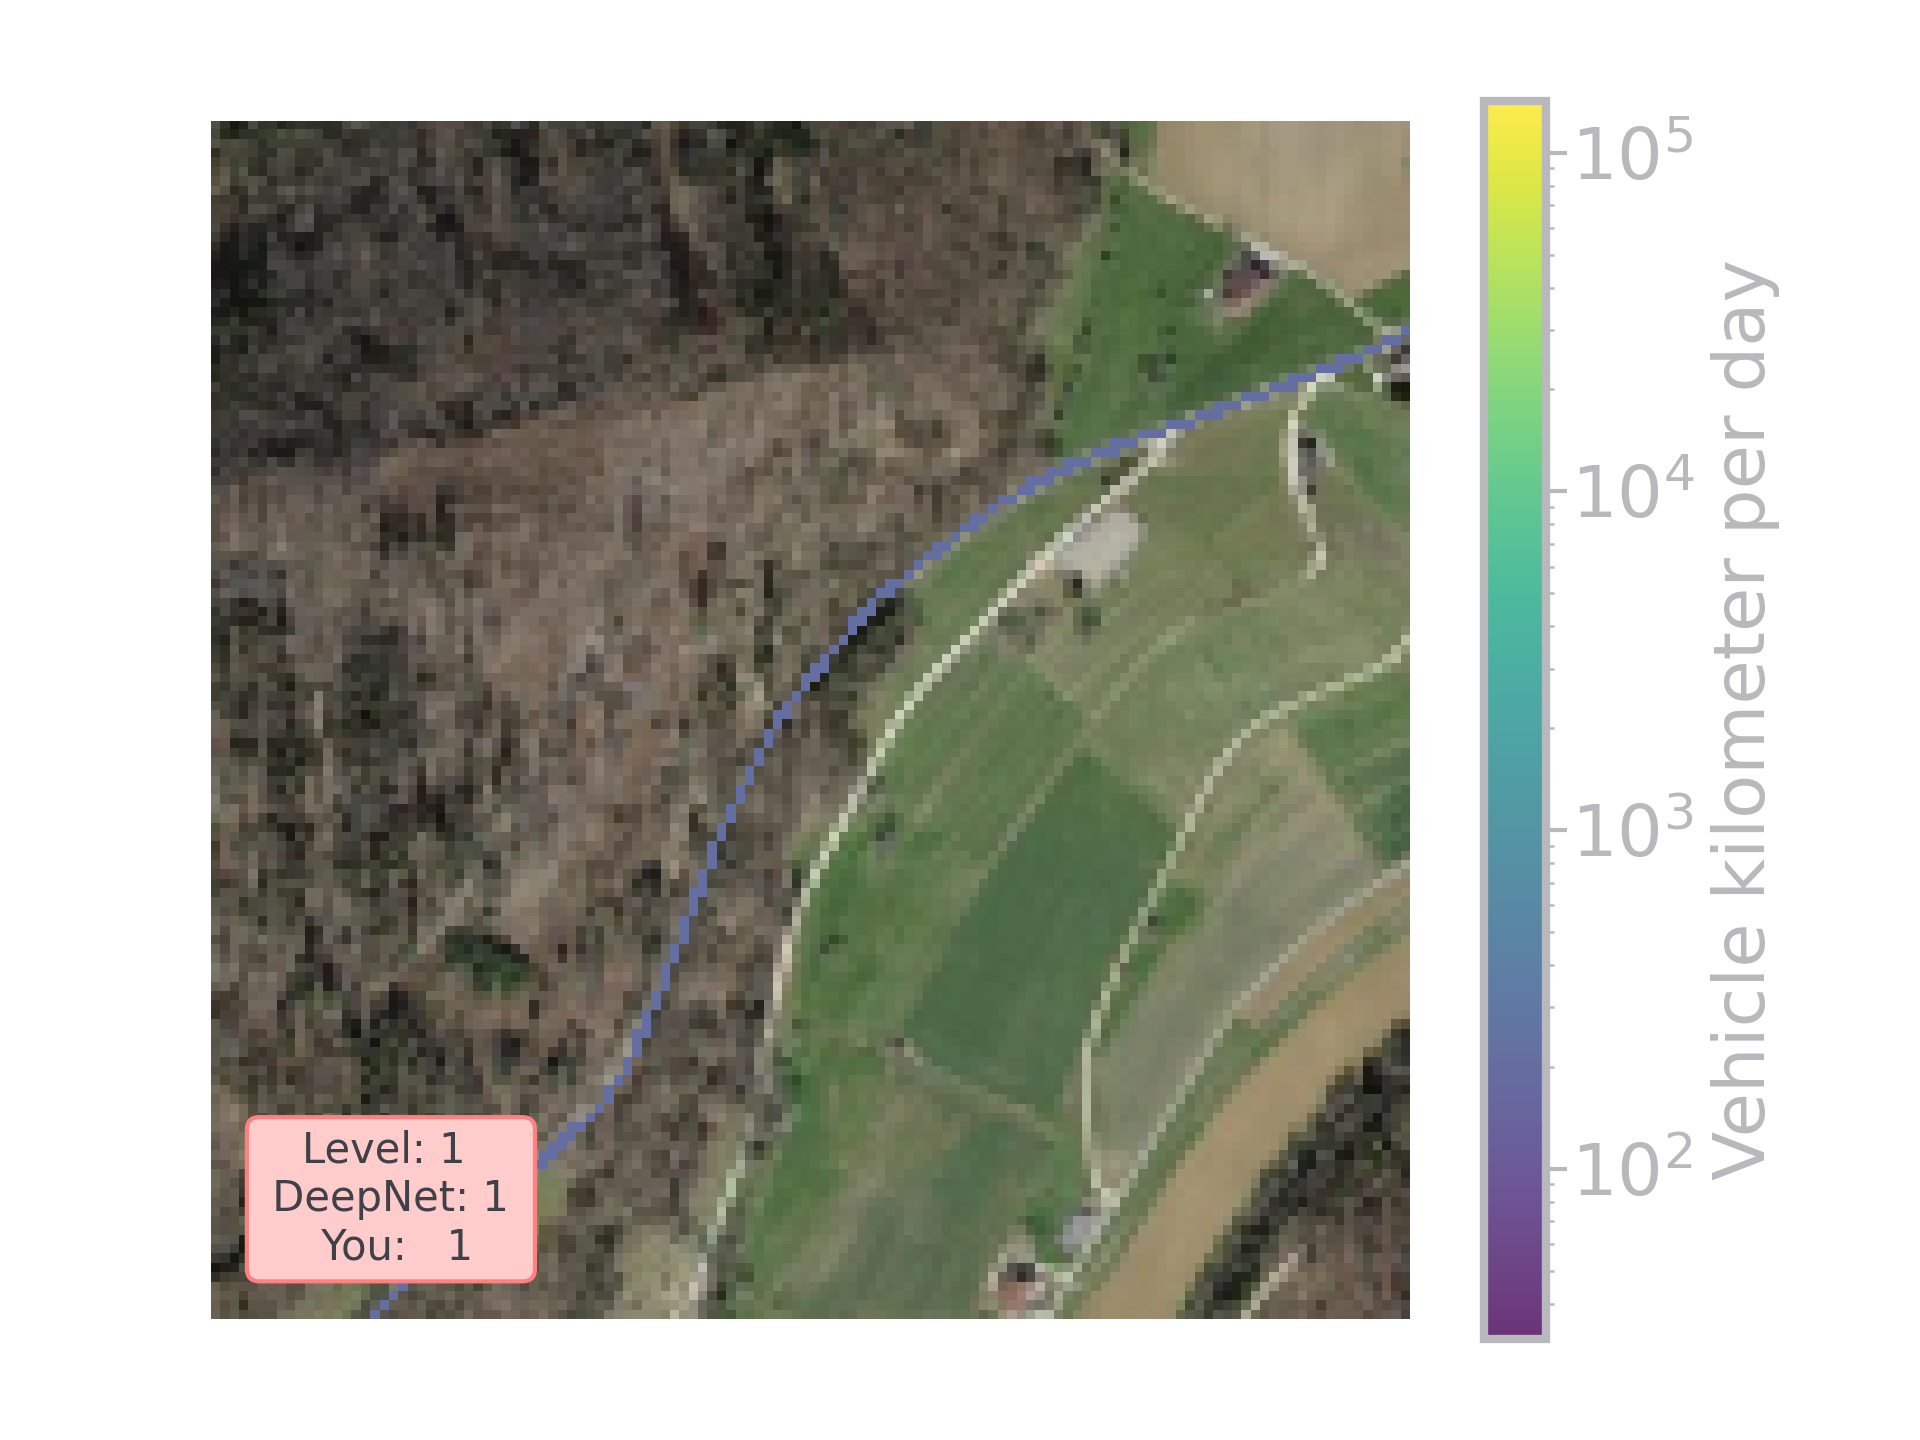 Level: 1
DeepNet: 1
You: 1
10⁵
10⁴
10³
10²
Vehicle kilometer per day